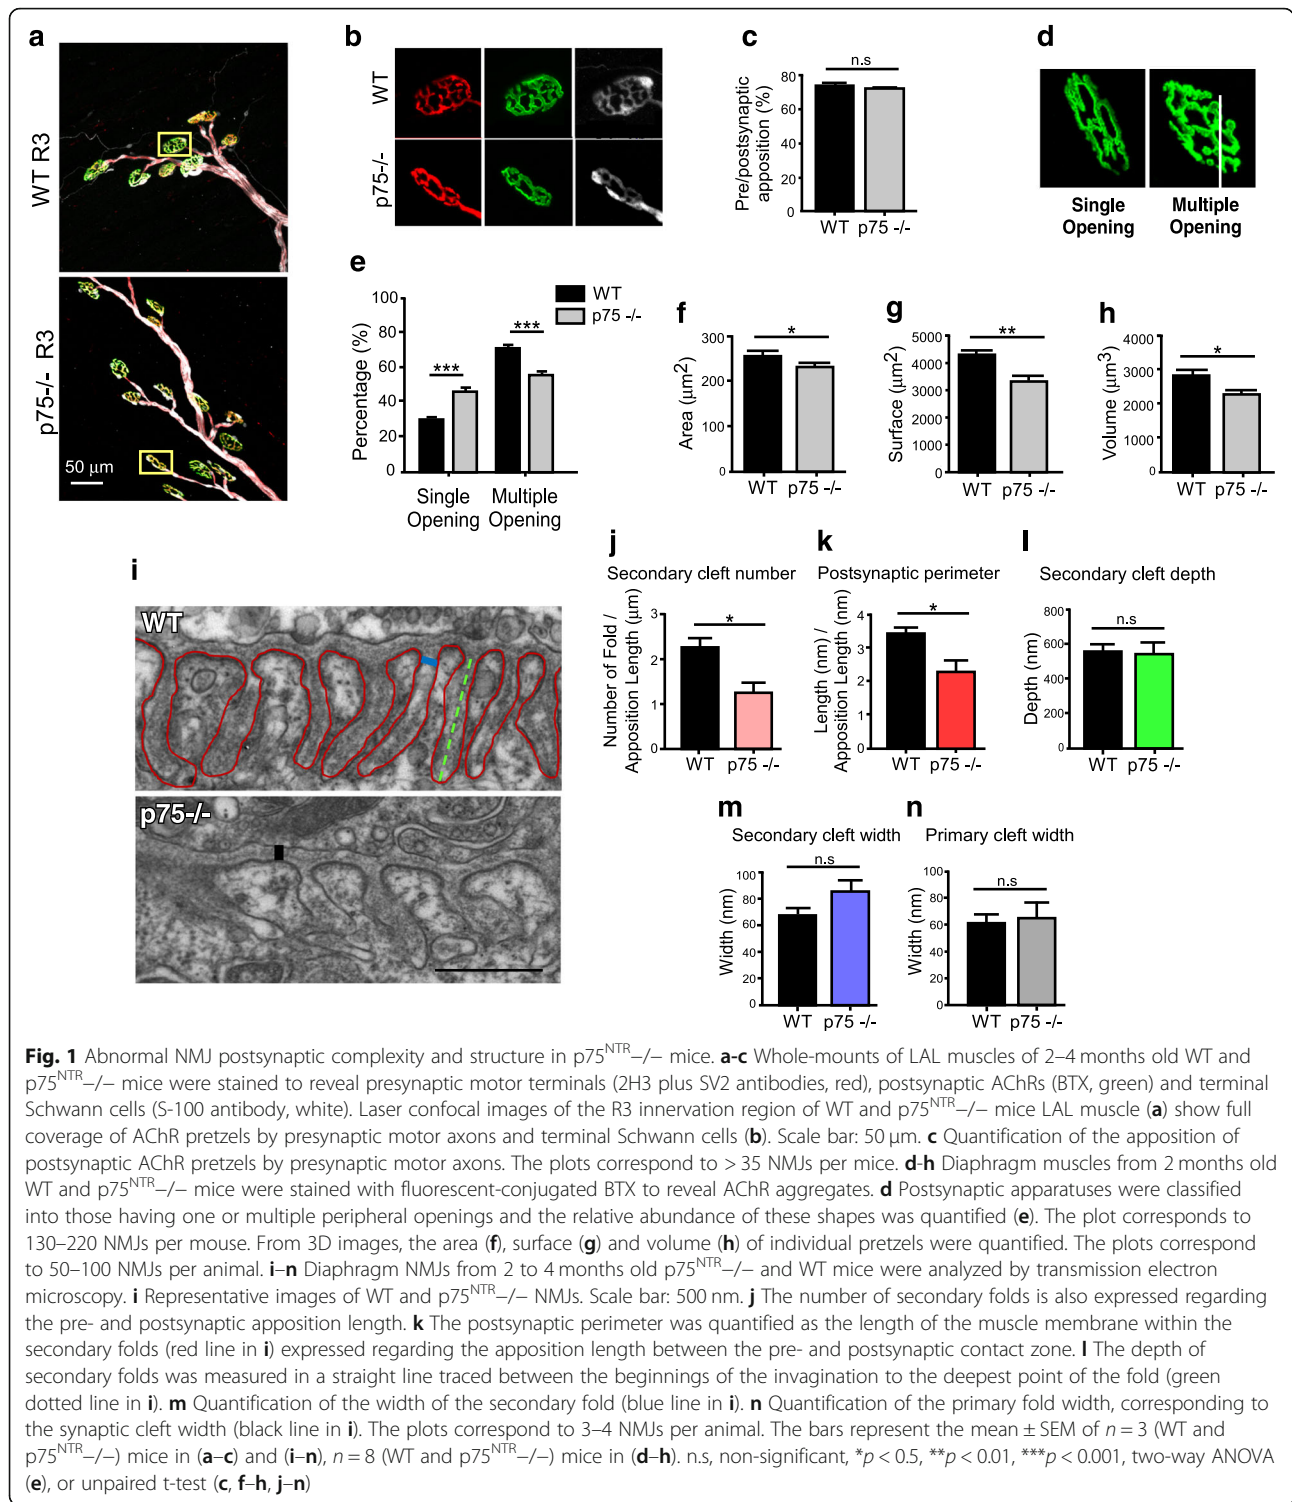 a
WT R3
p75-/- R3
50 μm
b
WT
p75-/-
c
n.s
Pre/postsynaptic
apposition (%)
80
60
40
20
0
WT p75 -/-
d
Single
Opening
Multiple
Opening
e
WT
p75 -/-
Percentage (%)
100
80
60
40
20
0
***
***
Single
Opening
Multiple
Opening
f
Area (μm2)
300
200
100
0
*
WT p75 -/-
g
Surface (μm2)
5000
4000
3000
2000
1000
0
**
WT p75 -/-
h
Volume (μm3)
4000
3000
2000
1000
0
*
WT p75 -/-
i
WT
p75-/-
j
Secondary cleft number
Number of Fold /
Apposition Length (μm)
3
2
1
0
*
WT p75 -/-
k
Postsynaptic perimeter
Length (nm) /
Apposition Length (nm)
4
3
2
1
0
*
WT p75 -/-
l
Secondary cleft depth
Depth (nm)
800
600
400
200
0
n.s
WT p75 -/-
m
Secondary cleft width
Width (nm)
100
80
60
40
20
0
n.s
WT p75 -/-
n
Primary cleft width
Width (nm)
100
80
60
40
20
0
n.s
WT p75 -/-
Fig. 1 Abnormal NMJ postsynaptic complexity and structure in p75NTR−/− mice. a-c Whole-mounts of LAL muscles of 2–4 months old WT and
p75NTR−/− mice were stained to reveal presynaptic motor terminals (2H3 plus SV2 antibodies, red), postsynaptic AChRs (BTX, green) and terminal
Schwann cells (S-100 antibody, white). Laser confocal images of the R3 innervation region of WT and p75NTR−/− mice LAL muscle (a) show full
coverage of AChR pretzels by presynaptic motor axons and terminal Schwann cells (b). Scale bar: 50 μm. c Quantification of the apposition of
postsynaptic AChR pretzels by presynaptic motor axons. The plots correspond to > 35 NMJs per mice. d-h Diaphragm muscles from 2 months old
WT and p75NTR−/− mice were stained with fluorescent-conjugated BTX to reveal AChR aggregates. d Postsynaptic apparatuses were classified
into those having one or multiple peripheral openings and the relative abundance of these shapes was quantified (e). The plot corresponds to
130–220 NMJs per mouse. From 3D images, the area (f), surface (g) and volume (h) of individual pretzels were quantified. The plots correspond
to 50–100 NMJs per animal. i–n Diaphragm NMJs from 2 to 4 months old p75NTR−/− and WT mice were analyzed by transmission electron
microscopy. i Representative images of WT and p75NTR−/− NMJs. Scale bar: 500 nm. j The number of secondary folds is also expressed regarding
the pre- and postsynaptic apposition length. k The postsynaptic perimeter was quantified as the length of the muscle membrane within the
secondary folds (red line in i) expressed regarding the apposition length between the pre- and postsynaptic contact zone. l The depth of
secondary folds was measured in a straight line traced between the beginnings of the invagination to the deepest point of the fold (green
dotted line in i). m Quantification of the width of the secondary fold (blue line in i). n Quantification of the primary fold width, corresponding to
the synaptic cleft width (black line in i). The plots correspond to 3–4 NMJs per animal. The bars represent the mean ± SEM of n = 3 (WT and
p75NTR−/−) mice in (a–c) and (i–n), n = 8 (WT and p75NTR−/−) mice in (d–h). n.s, non-significant, *p < 0.5, **p < 0.01, ***p < 0.001, two-way ANOVA
(e), or unpaired t-test (c, f–h, j–n)